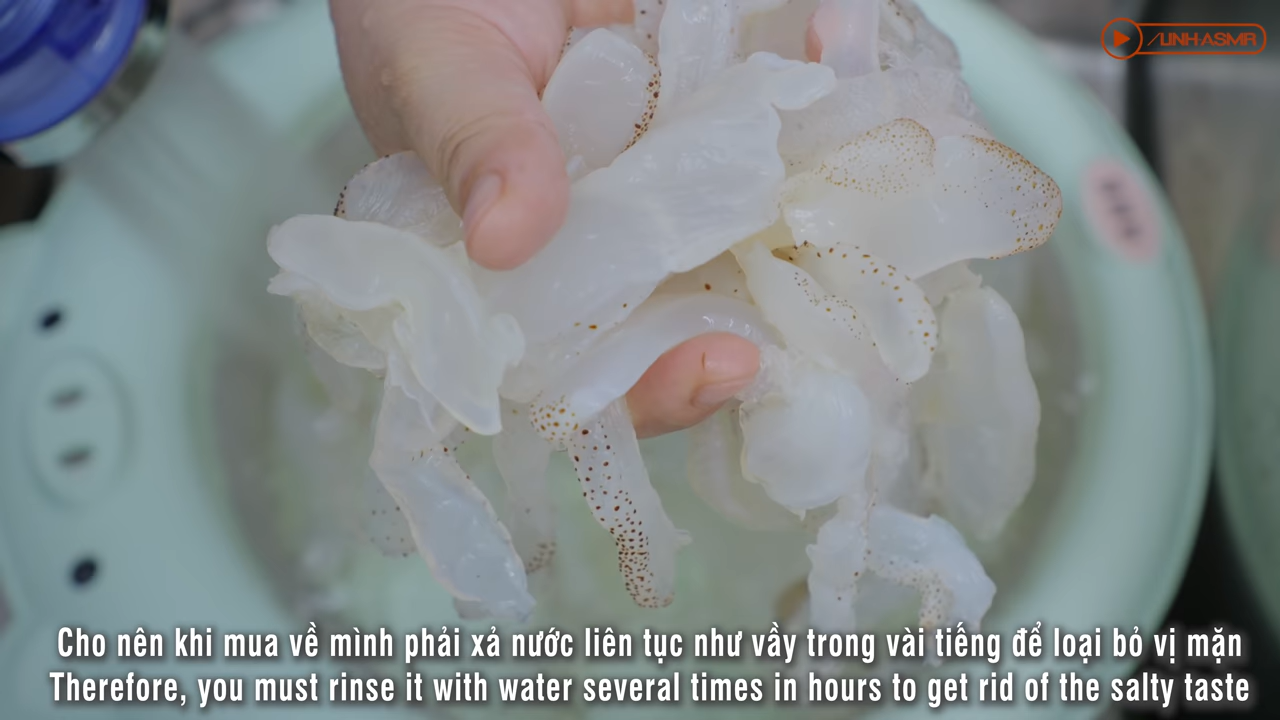 LINH·ASMR
Cho nên khi mua về mình phải xả nước liên tục như vầy trong vài tiếng để loại bỏ vị mặn
Therefore, you must rinse it with water several times in hours to get rid of the salty taste